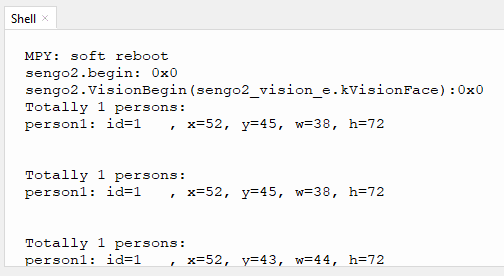 Shell ×
MPY: soft reboot
sengo2.begin: 0x0
sengo2.VisionBegin(sengo2_vision_e.kVisionFace):0x0
Totally 1 persons:
person1: id=1   , x=52, y=45, w=38, h=72
Totally 1 persons:
person1: id=1   , x=52, y=45, w=38, h=72
Totally 1 persons:
person1: id=1   , x=52, y=43, w=44, h=72